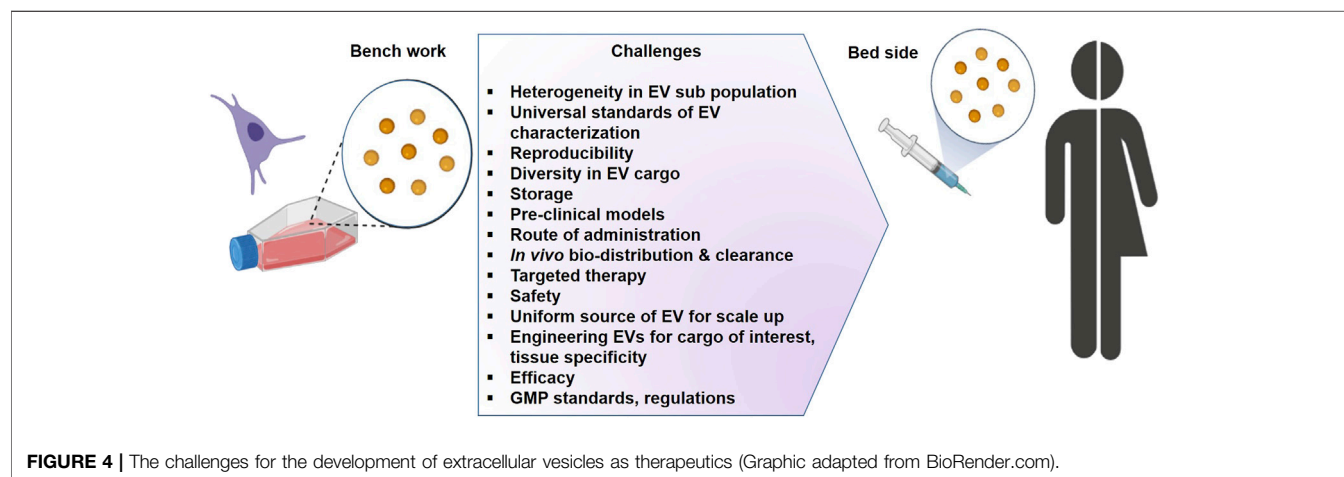 Bench work
Challenges
Bed side
▪ Heterogeneity in EV sub population
▪ Universal standards of EV
characterization
▪ Reproducibility
▪ Diversity in EV cargo
▪ Storage
▪ Pre-clinical models
▪ Route of administration
▪ In vivo bio-distribution & clearance
▪ Targeted therapy
▪ Safety
▪ Uniform source of EV for scale up
▪ Engineering EVs for cargo of interest,
tissue specificity
▪ Efficacy
▪ GMP standards, regulations
FIGURE 4 | The challenges for the development of extracellular vesicles as therapeutics (Graphic adapted from BioRender.com).